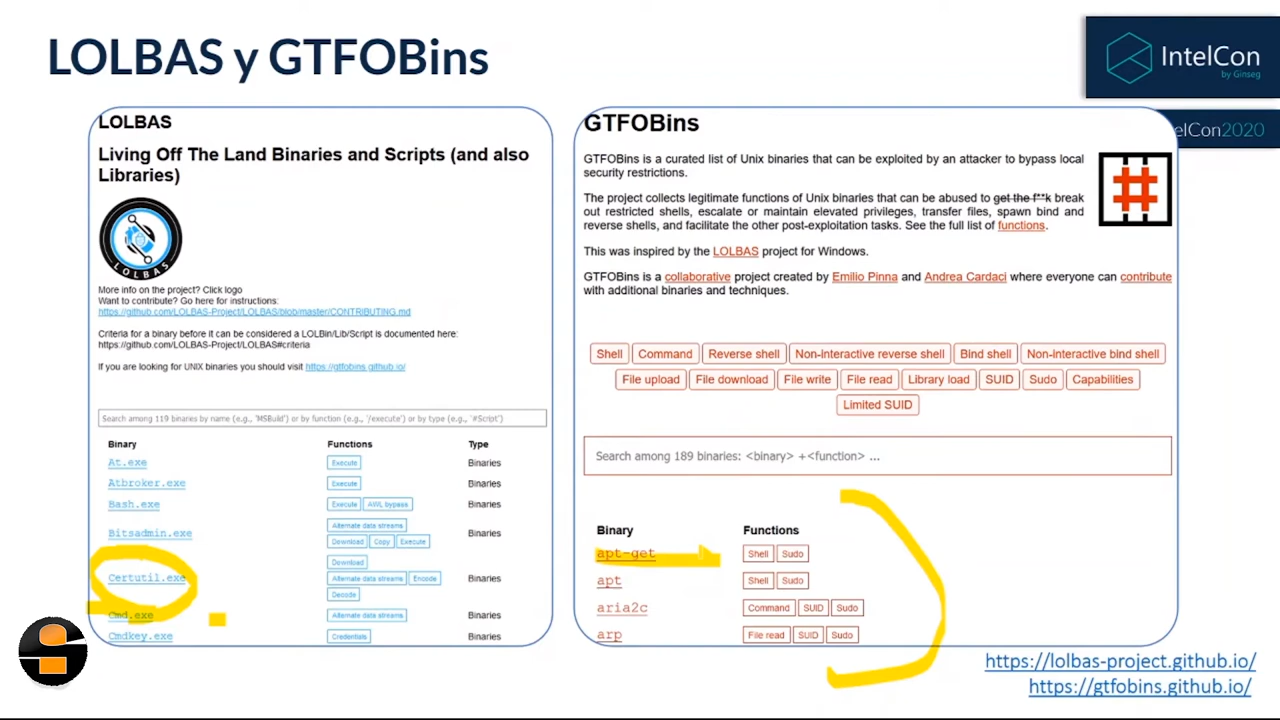 LOLBAS y GTFOBins
IntelCon
by Ginseg
elCon2020
LOLBAS
Living Off The Land Binaries and Scripts (and also
Libraries)
LOLBAS
More info on the project? Click logo
Want to contribute? Go here for instructions:
https://github.com/LOLBAS-Project/LOLBAS/blob/master/CONTRIBUTING.md
Criteria for a binary before it can be considered a LOLBin/Lib/Script is documented here:
https://github.com/LOLBAS-Project/LOLBAS#criteria
If you are looking for UNIX binaries you should visit https://gtfobins.github.io/
Search among 119 binaries by name (e.g., 'MSBuild') or by function (e.g., '/execute') or by type (e.g., '#Script')
Binary Functions Type
At.exe Execute Binaries
Atbroker.exe Execute Binaries
Bash.exe Execute AWL bypass Binaries
Alternate data streams
Bitsadmin.exe Binaries
Download Copy Execute
Download
Certutil.exe Alternate data streams Encode Binaries
Decode
Cmd.exe Alternate data streams Binaries
Cmdkey.exe Credentials Binaries
GTFOBins
GTFOBins is a curated list of Unix binaries that can be exploited by an attacker to bypass local
security restrictions.
The project collects legitimate functions of Unix binaries that can be abused to get the f**k break
out restricted shells, escalate or maintain elevated privileges, transfer files, spawn bind and
reverse shells, and facilitate the other post-exploitation tasks. See the full list of functions.
This was inspired by the LOLBAS project for Windows.
GTFOBins is a collaborative project created by Emilio Pinna and Andrea Cardaci where everyone can contribute
with additional binaries and techniques.
Shell Command Reverse shell Non-interactive reverse shell Bind shell Non-interactive bind shell
File upload File download File write File read Library load SUID Sudo Capabilities
Limited SUID
Search among 189 binaries: <binary> +<function> ...
Binary Functions
apt-get Shell Sudo
apt Shell Sudo
aria2c Command SUID Sudo
arp File read SUID Sudo
https://lolbas-project.github.io/
https://gtfobins.github.io/